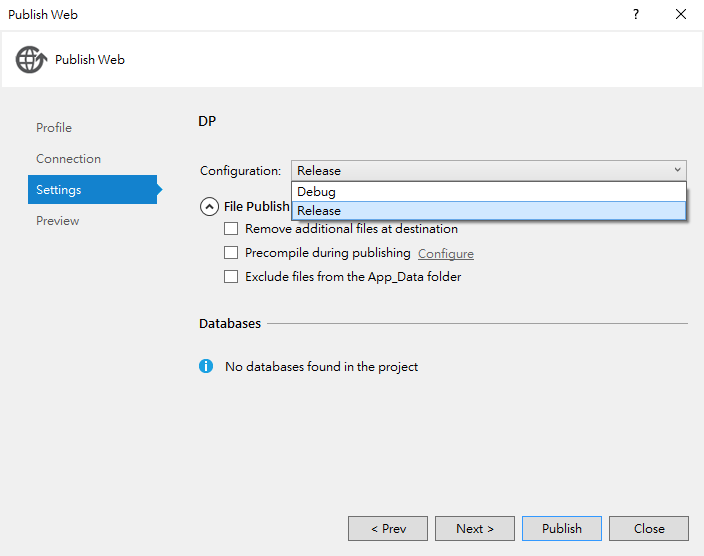 Publish Web
?
Publish Web
Profile
Connection
Settings
Preview
DP
Configuration: Release
Debug
Release
File Publish
Remove additional files at destination
Precompile during publishing Configure
Exclude files from the App_Data folder
Databases
No databases found in the project
< Prev
Next >
Publish
Close